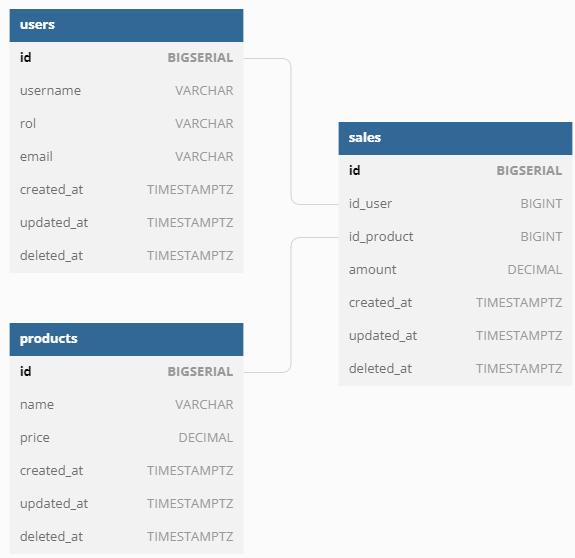 users
id BIGSERIAL
username VARCHAR
rol VARCHAR
email VARCHAR
created_at TIMESTAMPTZ
updated_at TIMESTAMPTZ
deleted_at TIMESTAMPTZ
sales
id BIGSERIAL
id_user BIGINT
id_product BIGINT
amount DECIMAL
created_at TIMESTAMPTZ
updated_at TIMESTAMPTZ
deleted_at TIMESTAMPTZ
products
id BIGSERIAL
name VARCHAR
price DECIMAL
created_at TIMESTAMPTZ
updated_at TIMESTAMPTZ
deleted_at TIMESTAMPTZ